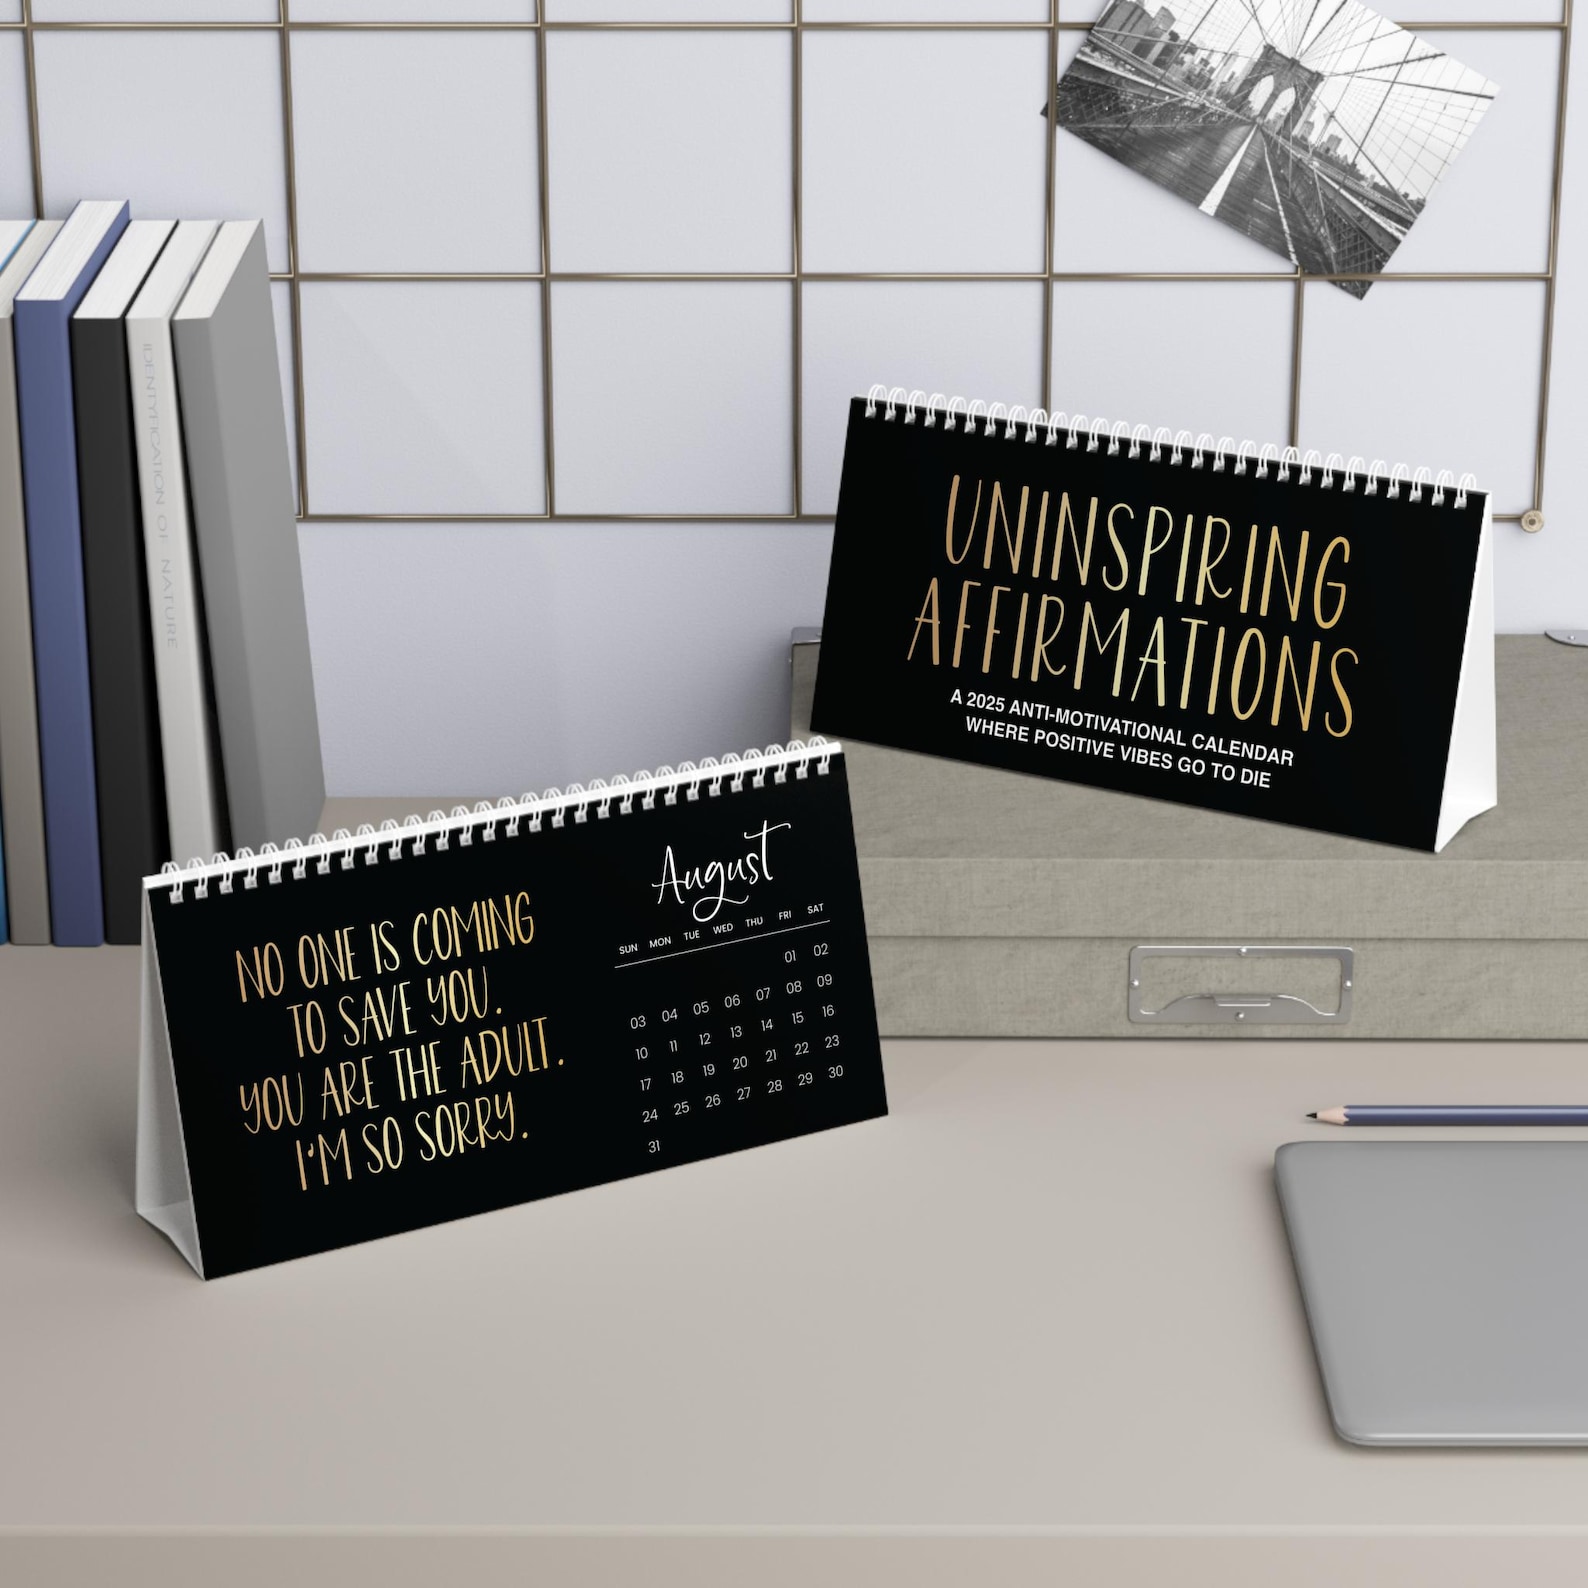 IDENTYFICATION OF NATURE
UNINSPIRING
AFFIRMATIONS
A 2025 ANTI-MOTIVATIONAL CALENDAR
WHERE POSITIVE VIBES GO TO DIE
NO ONE IS COMING
TO SAVE YOU.
YOU ARE THE ADULT.
I'M SO SORRY.
August
SUN MON TUE WED THU FRI SAT
01 02
03 04 05 06 07 08 09
10 11 12 13 14 15 16
17 18 19 20 21 22 23
24 25 26 27 28 29 30
31